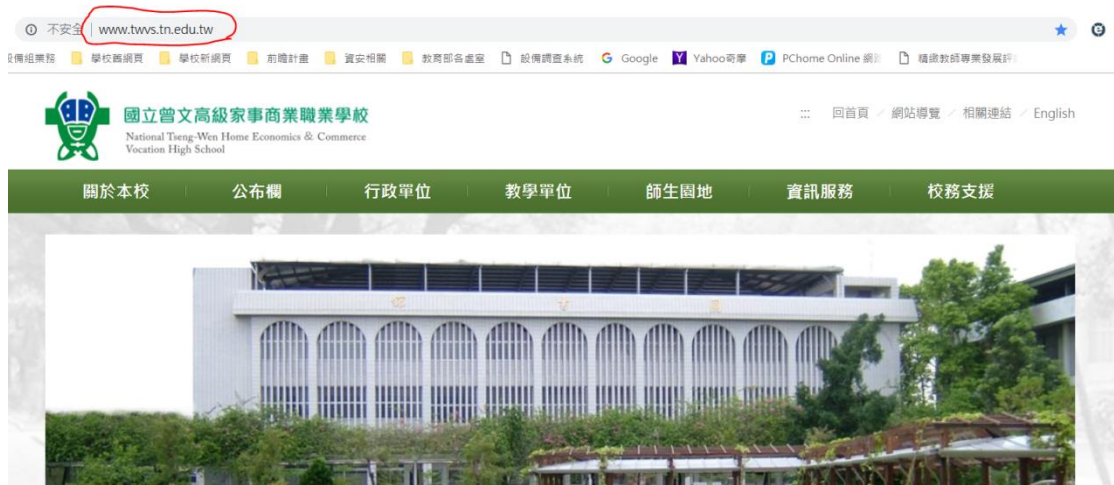 不安全 | www.twvs.tn.edu.tw
設備組業務 學校舊網頁 學校新網頁 前瞻計畫 資安相關 教育部各處室 設備調查系統 Google Yahoo奇摩 PChome Online 精緻教師專業發展評
國立曾文高級家事商業職業學校
National Tseng-Wen Home Economics & Commerce
Vocation High School
::: 回首頁 / 網站導覽 / 相關連結 / English
關於本校 公布欄 行政單位 教學單位 師生園地 資訊服務 校務支援